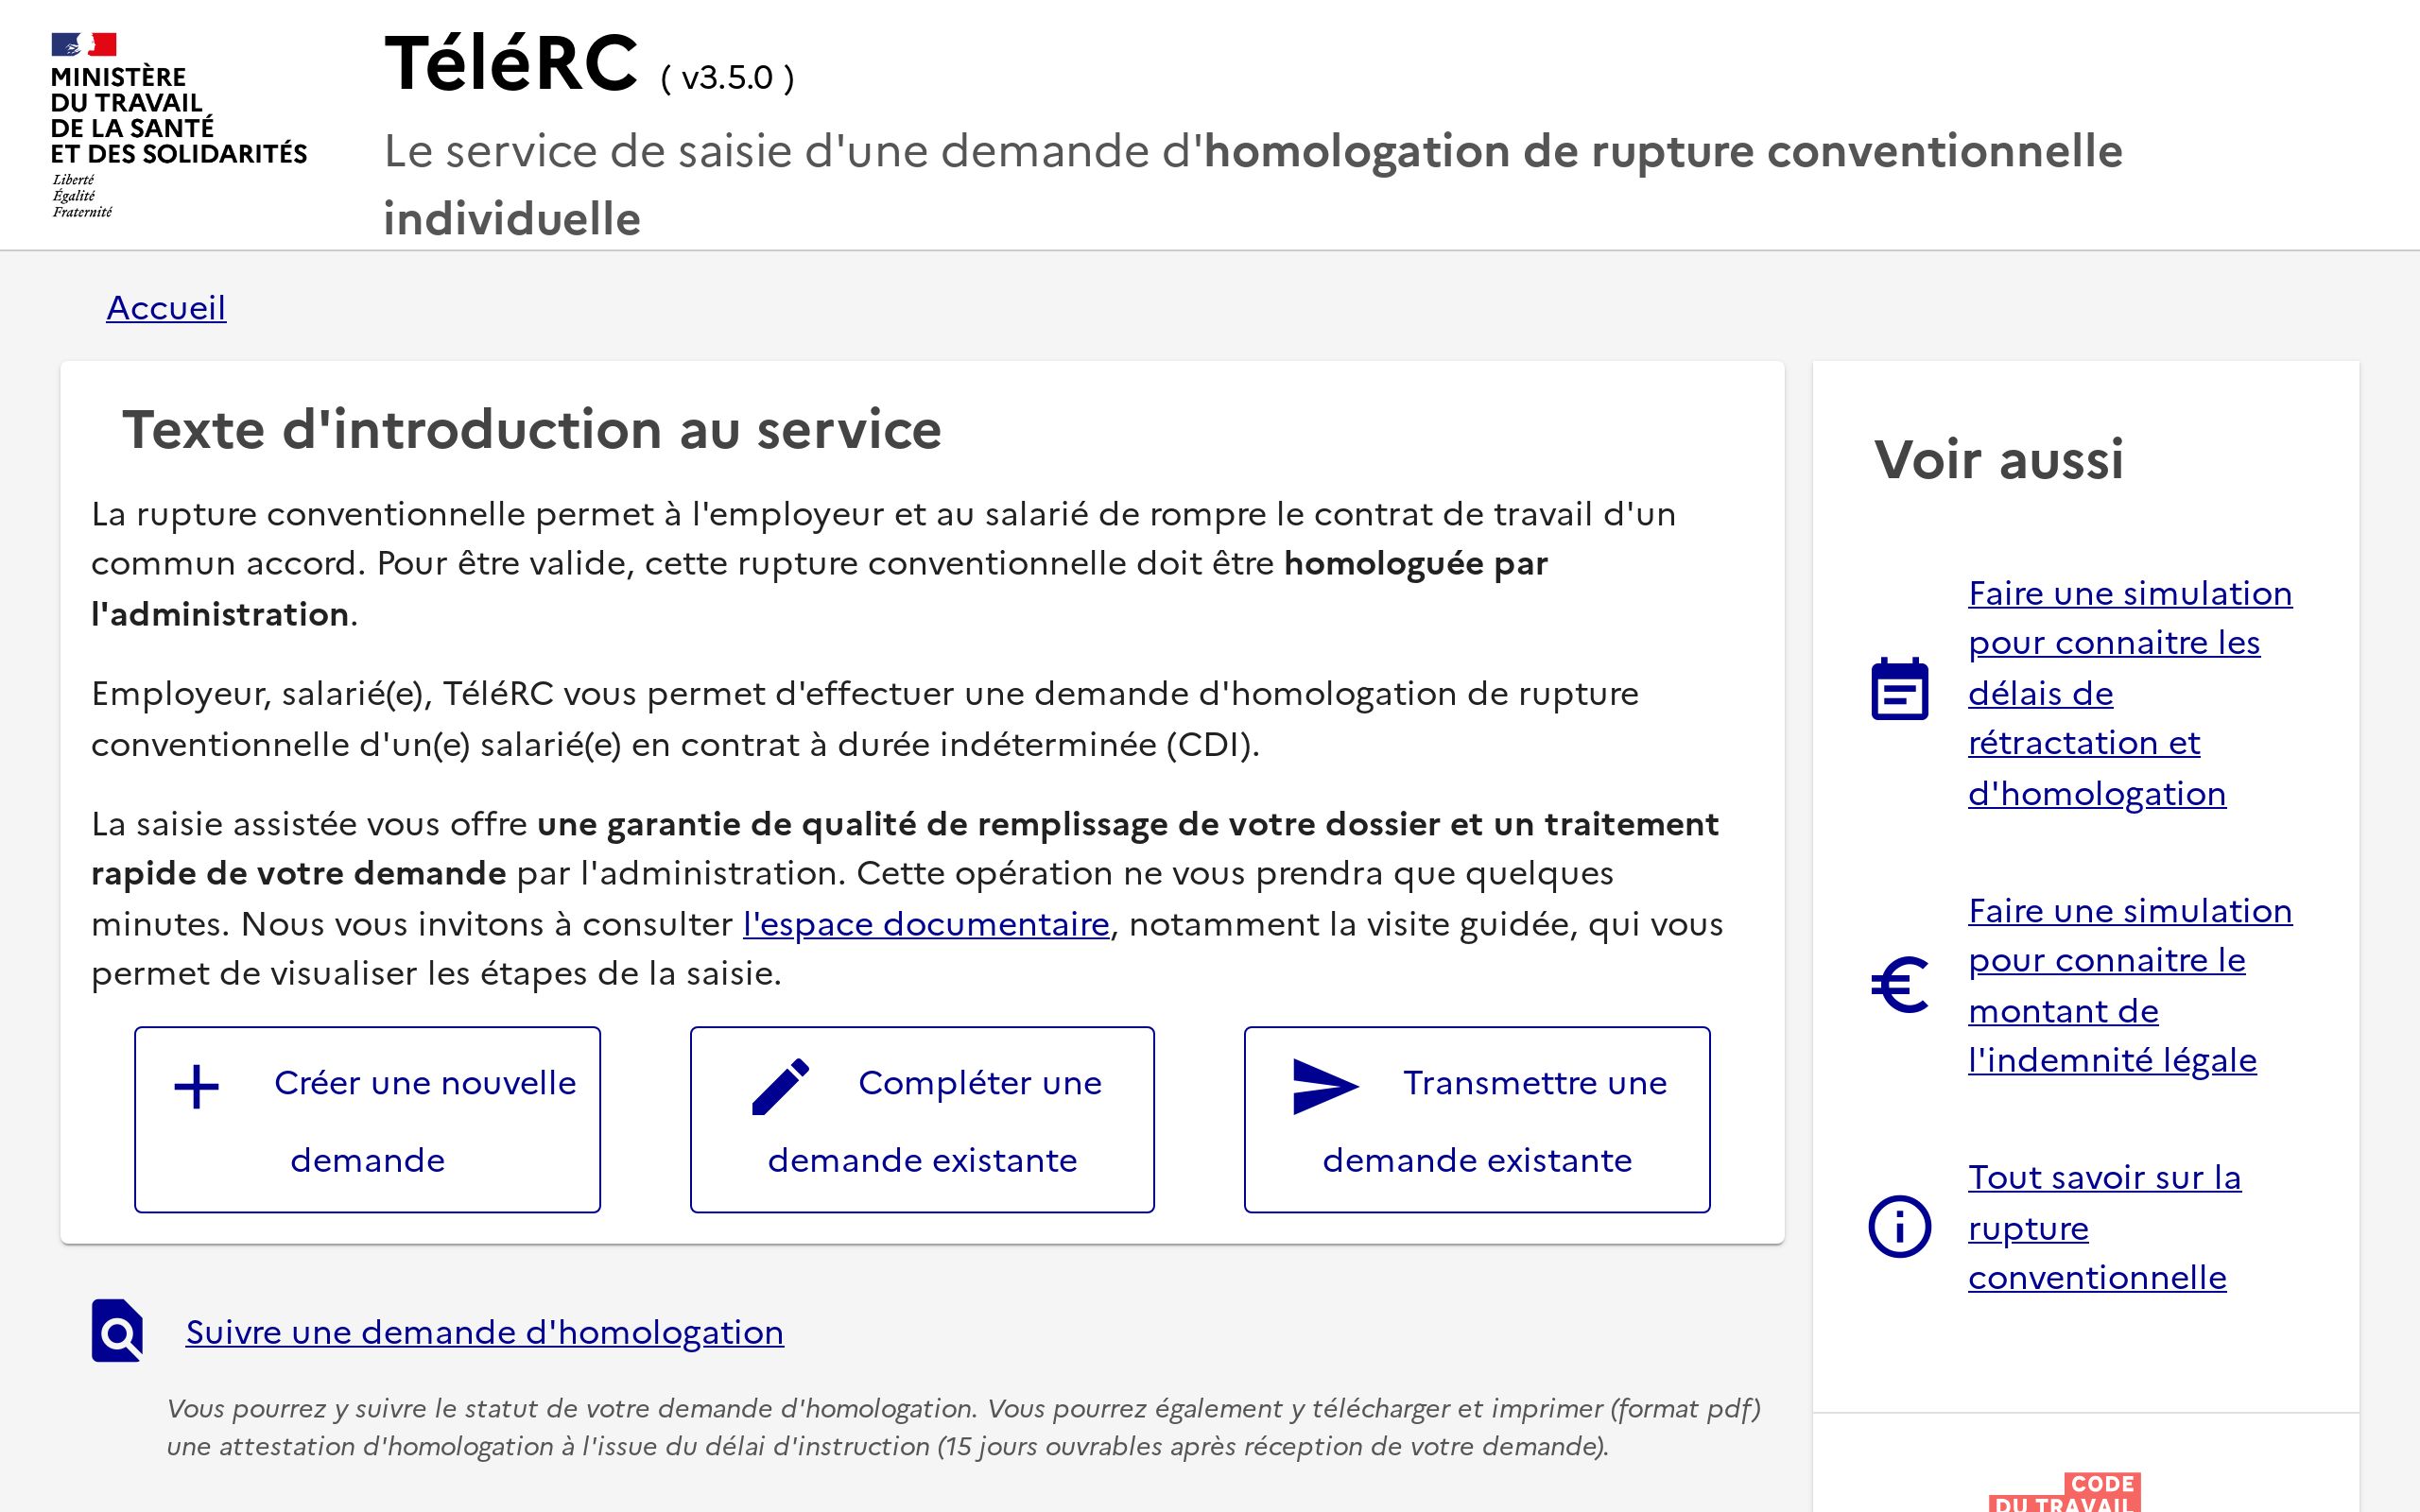 MINISTÈRE
DU TRAVAIL
DE LA SANTÉ
ET DES SOLIDARITÉS
Liberté
Égalité
Fraternité
TéléRC ( v3.5.0 )
Le service de saisie d'une demande d'homologation de rupture conventionnelle
individuelle
Accueil
Texte d'introduction au service
La rupture conventionnelle permet à l'employeur et au salarié de rompre le contrat de travail d'un
commun accord. Pour être valide, cette rupture conventionnelle doit être homologuée par
l'administration.
Employeur, salarié(e), TéléRC vous permet d'effectuer une demande d'homologation de rupture
conventionnelle d'un(e) salarié(e) en contrat à durée indéterminée (CDI).
La saisie assistée vous offre une garantie de qualité de remplissage de votre dossier et un traitement
rapide de votre demande par l'administration. Cette opération ne vous prendra que quelques
minutes. Nous vous invitons à consulter l'espace documentaire, notamment la visite guidée, qui vous
permet de visualiser les étapes de la saisie.
Créer une nouvelle
demande
Compléter une
demande existante
Transmettre une
demande existante
Suivre une demande d'homologation
Vous pourrez y suivre le statut de votre demande d'homologation. Vous pourrez également y télécharger et imprimer (format pdf)
une attestation d'homologation à l'issue du délai d'instruction (15 jours ouvrables après réception de votre demande).
Voir aussi
Faire une simulation
pour connaitre les
délais de
rétractation et
d'homologation
Faire une simulation
pour connaitre le
montant de
l'indemnité légale
Tout savoir sur la
rupture
conventionnelle
CODE
DU TRAVAIL